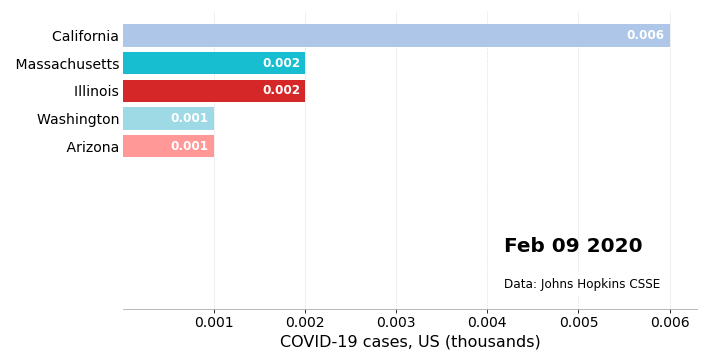 California 0.006
Massachusetts 0.002
Illinois 0.002
Washington 0.001
Arizona 0.001
Feb 09 2020
Data: Johns Hopkins CSSE
0.001 0.002 0.003 0.004 0.005 0.006
COVID-19 cases, US (thousands)